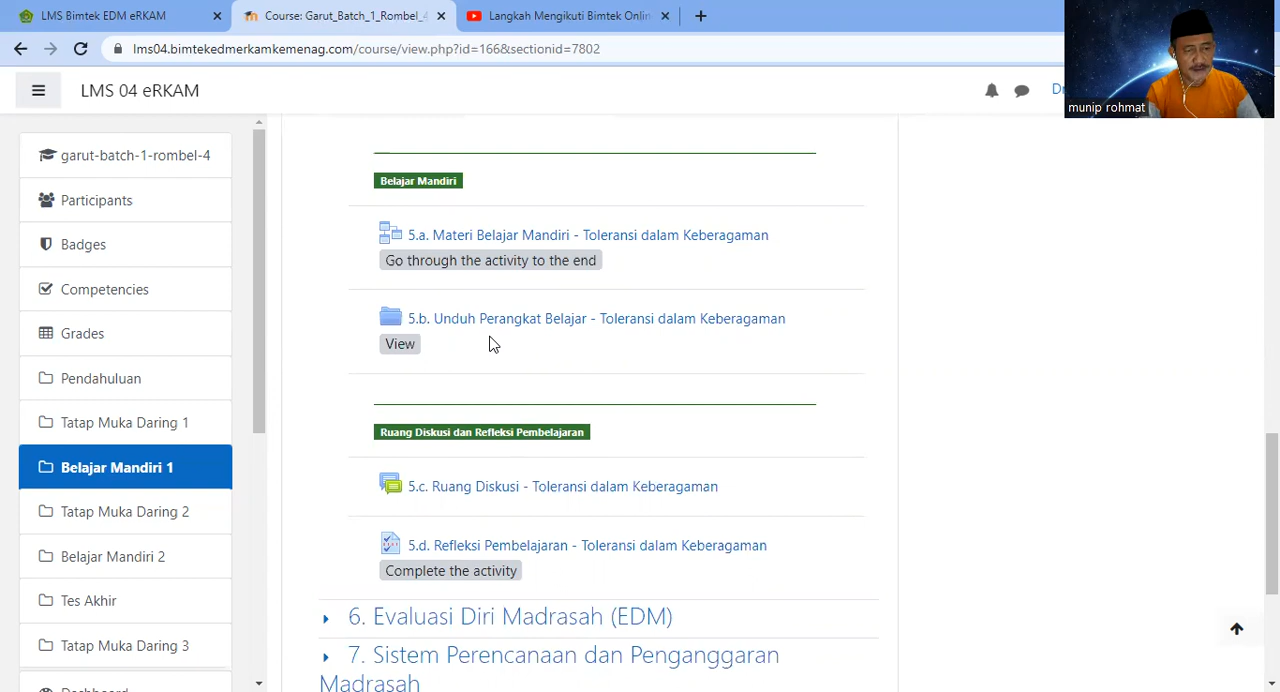 LMS Bimtek EDM eRKAM
Course: Garut_Batch_1_Rombel_4
Langkah Mengikuti Bimtek Onlin
lms04.bimtekedmerkamkemenag.com/course/view.php?id=166&sectionid=7802
LMS 04 eRKAM
munip rohmat
garut-batch-1-rombel-4
Participants
Badges
Competencies
Grades
Pendahuluan
Tatap Muka Daring 1
Belajar Mandiri 1
Tatap Muka Daring 2
Belajar Mandiri 2
Tes Akhir
Tatap Muka Daring 3
Dashboard
Belajar Mandiri
5.a. Materi Belajar Mandiri - Toleransi dalam Keberagaman
Go through the activity to the end
5.b. Unduh Perangkat Belajar - Toleransi dalam Keberagaman
View
Ruang Diskusi dan Refleksi Pembelajaran
5.c. Ruang Diskusi - Toleransi dalam Keberagaman
5.d. Refleksi Pembelajaran - Toleransi dalam Keberagaman
Complete the activity
6. Evaluasi Diri Madrasah (EDM)
7. Sistem Perencanaan dan Penganggaran
Madrasah